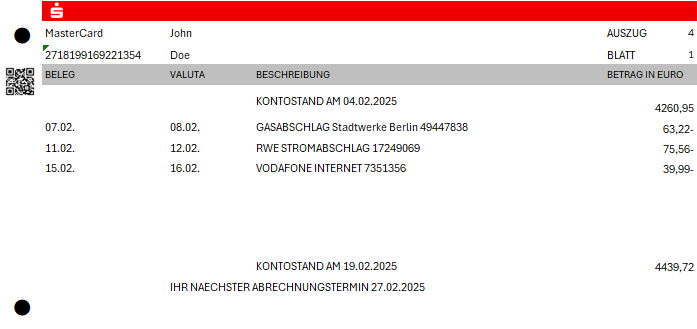 MasterCard John AUSZUG 4
2718199169221354 Doe BLATT 1
BELEG VALUTA BESCHREIBUNG BETRAG IN EURO
KONTOSTAND AM 04.02.2025 4260,95
07.02. 08.02. GASABSCHLAG Stadtwerke Berlin 49447838 63,22-
11.02. 12.02. RWE STROMABSCHLAG 17249069 75,56-
15.02. 16.02. VODAFONE INTERNET 7351356 39,99-
KONTOSTAND AM 19.02.2025 4439,72
IHR NAECHSTER ABRECHNUNGSTERMIN 27.02.2025